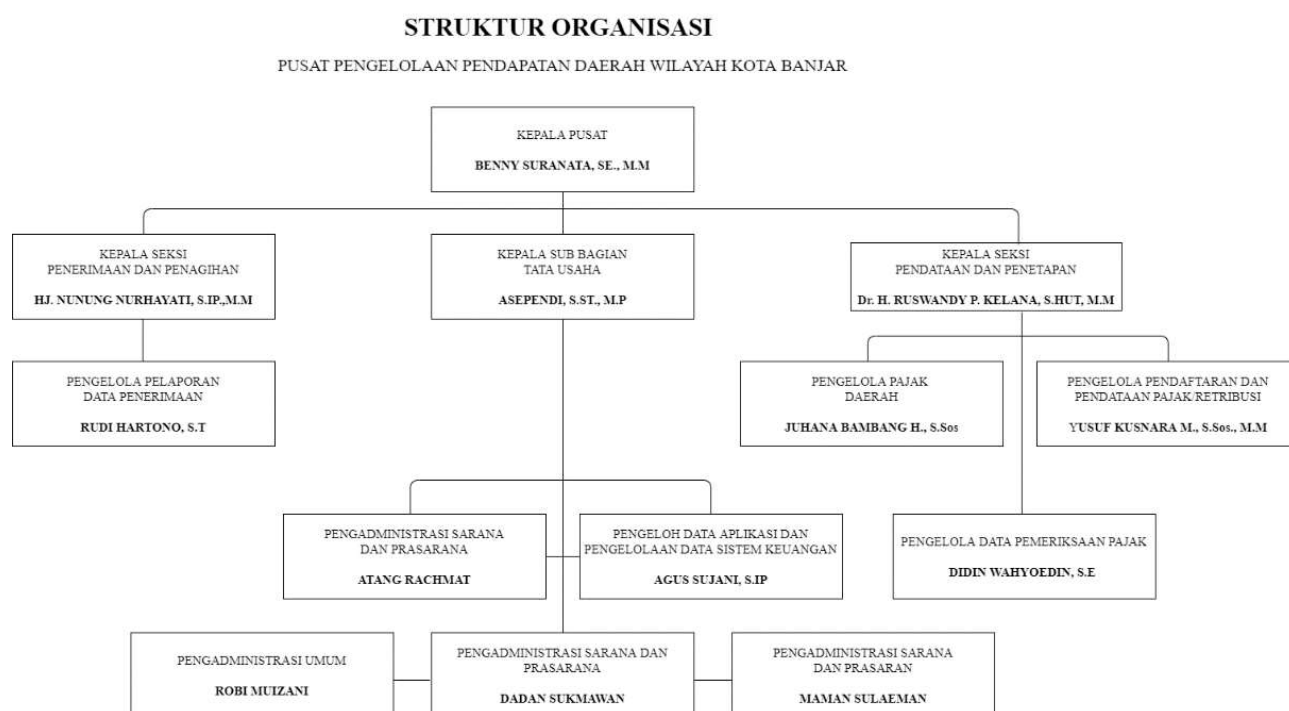 STRUKTUR ORGANISASI
PUSAT PENGELOLAAN PENDAPATAN DAERAH WILAYAH KOTA BANJAR
KEPALA PUSAT
BENNY SURANATA, SE., M.M
KEPALA SEKSI
PENERIMAAN DAN PENAGIHAN
HJ. NUNUNG NURHAYATI, S.IP.,M.M
KEPALA SUB BAGIAN
TATA USAHA
ASEPENDI, S.ST., M.P
KEPALA SEKSI
PENDATAAN DAN PENETAPAN
Dr. H. RUSWANDY P. KELANA, S.HUT, M.M
PENGELOLA PELAPORAN
DATA PENERIMAAN
RUDI HARTONO, S.T
PENGELOLA PAJAK
DAERAH
JUHANA BAMBANG H., S.Sos
PENGELOLA PENDAFTARAN DAN
PENDATAAN PAJAK/RETRIBUSI
YUSUF KUSNARA M., S.Sos., M.M
PENGADMINISTRASI SARANA
DAN PRASARANA
ATANG RACHMAT
PENGELOH DATA APLIKASI DAN
PENGELOLAAN DATA SISTEM KEUANGAN
AGUS SUJANI, S.IP
PENGELOLA DATA PEMERIKSAAN PAJAK
DIDIN WAHYOEDIN, S.E
PENGADMINISTRASI UMUM
ROBI MUIZANI
PENGADMINISTRASI SARANA DAN
PRASARANA
DADAN SUKMAWAN
PENGADMINISTRASI SARANA
DAN PRASARAN
MAMAN SULAEMAN